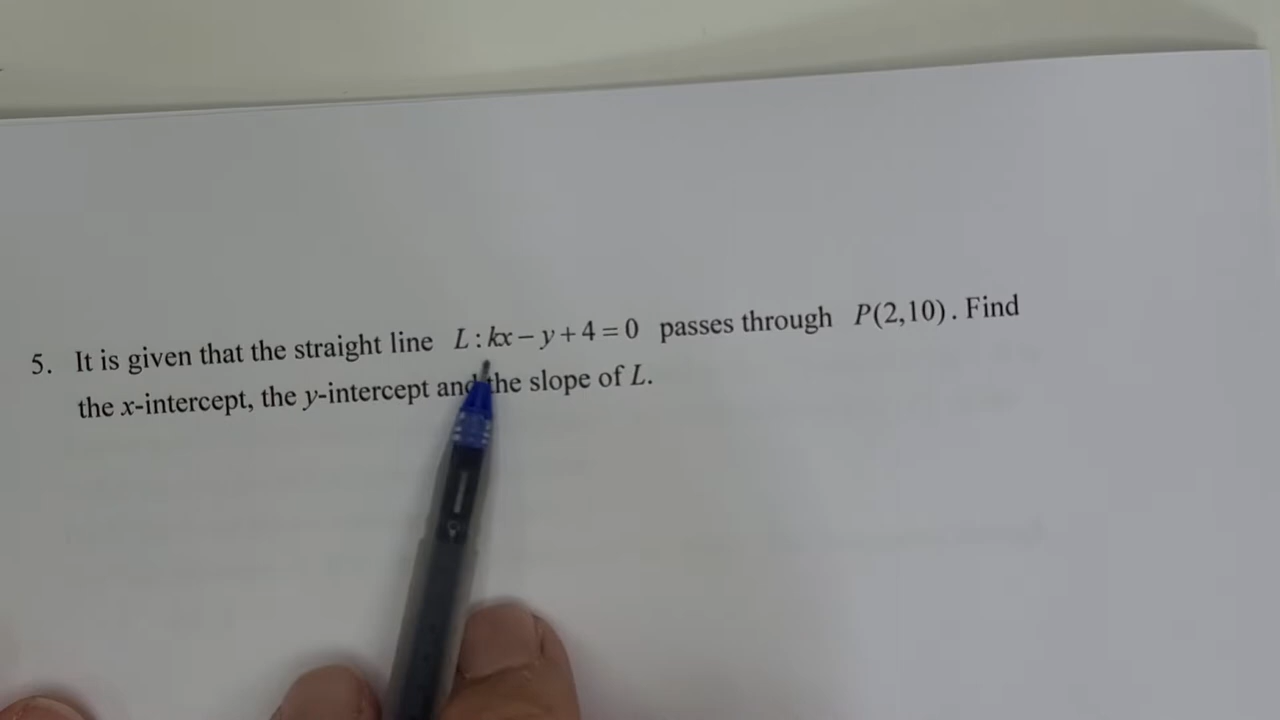 5. It is given that the straight line L : kx − y + 4 = 0 passes through P(2,10). Find
the x-intercept, the y-intercept and the slope of L.